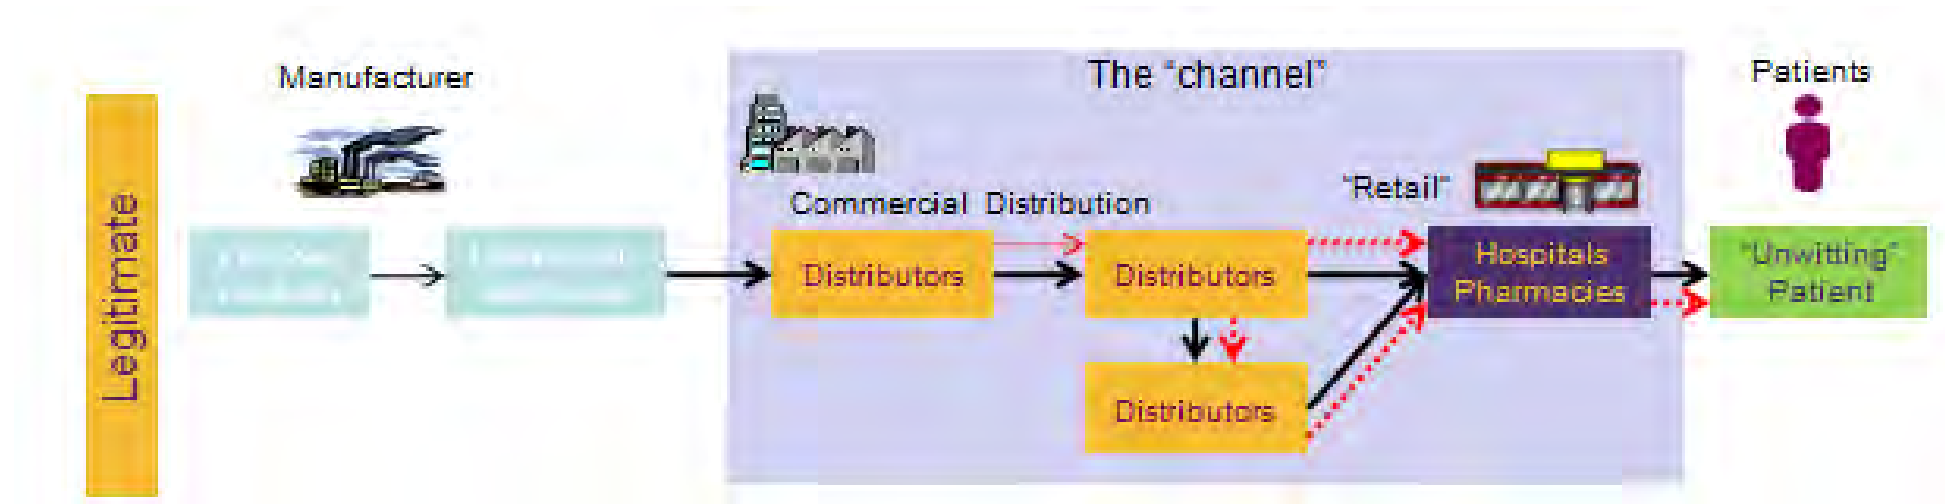 Legitimate
Manufacturer
The "channel"
Patients
Commercial Distribution
"Retail"
Distributors
Distributors
Distributors
Hospitals
Pharmacies
"Unwitting"
Patient